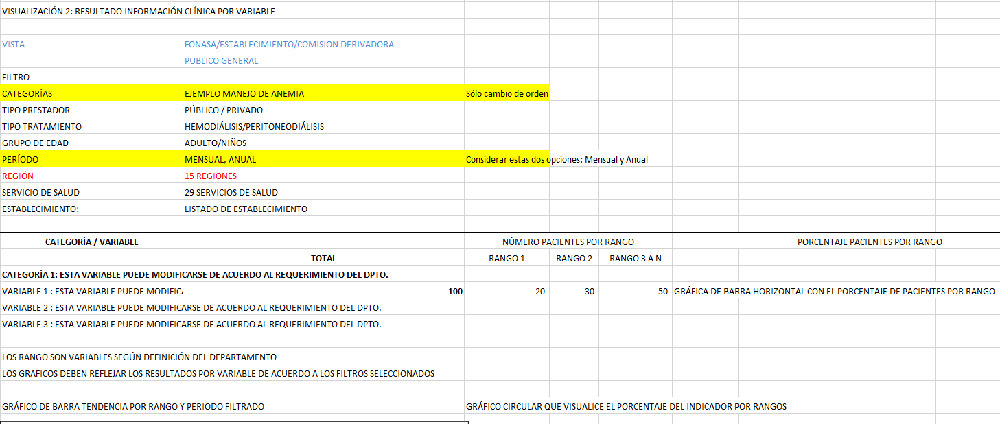 VISUALIZACIÓN 2: RESULTADO INFORMACIÓN CLÍNICA POR VARIABLE
VISTA FONASA/ESTABLECIMIENTO/COMISION DERIVADORA
PUBLICO GENERAL
FILTRO
CATEGORÍAS EJEMPLO MANEJO DE ANEMIA Sólo cambio de orden
TIPO PRESTADOR PÚBLICO / PRIVADO
TIPO TRATAMIENTO HEMODIÁLISIS/PERITONEODIÁLISIS
GRUPO DE EDAD ADULTO/NIÑOS
PERÍODO MENSUAL, ANUAL Considerar estas dos opciones: Mensual y Anual
REGIÓN 15 REGIONES
SERVICIO DE SALUD 29 SERVICIOS DE SALUD
ESTABLECIMIENTO: LISTADO DE ESTABLECIMIENTO
CATEGORÍA / VARIABLE NÚMERO PACIENTES POR RANGO PORCENTAJE PACIENTES POR RANGO
TOTAL RANGO 1 RANGO 2 RANGO 3 A N
CATEGORÍA 1: ESTA VARIABLE PUEDE MODIFICARSE DE ACUERDO AL REQUERIMIENTO DEL DPTO.
VARIABLE 1 : ESTA VARIABLE PUEDE MODIFICA 100 20 30 50 GRÁFICA DE BARRA HORIZONTAL CON EL PORCENTAJE DE PACIENTES POR RANGO
VARIABLE 2 : ESTA VARIABLE PUEDE MODIFICARSE DE ACUERDO AL REQUERIMIENTO DEL DPTO.
VARIABLE 3 : ESTA VARIABLE PUEDE MODIFICARSE DE ACUERDO AL REQUERIMIENTO DEL DPTO.
LOS RANGO SON VARIABLES SEGÚN DEFINICIÓN DEL DEPARTAMENTO
LOS GRAFICOS DEBEN REFLEJAR LOS RESULTADOS POR VARIABLE DE ACUERDO A LOS FILTROS SELECCIONADOS
GRÁFICO DE BARRA TENDENCIA POR RANGO Y PERIODO FILTRADO GRÁFICO CIRCULAR QUE VISUALICE EL PORCENTAJE DEL INDICADOR POR RANGOS